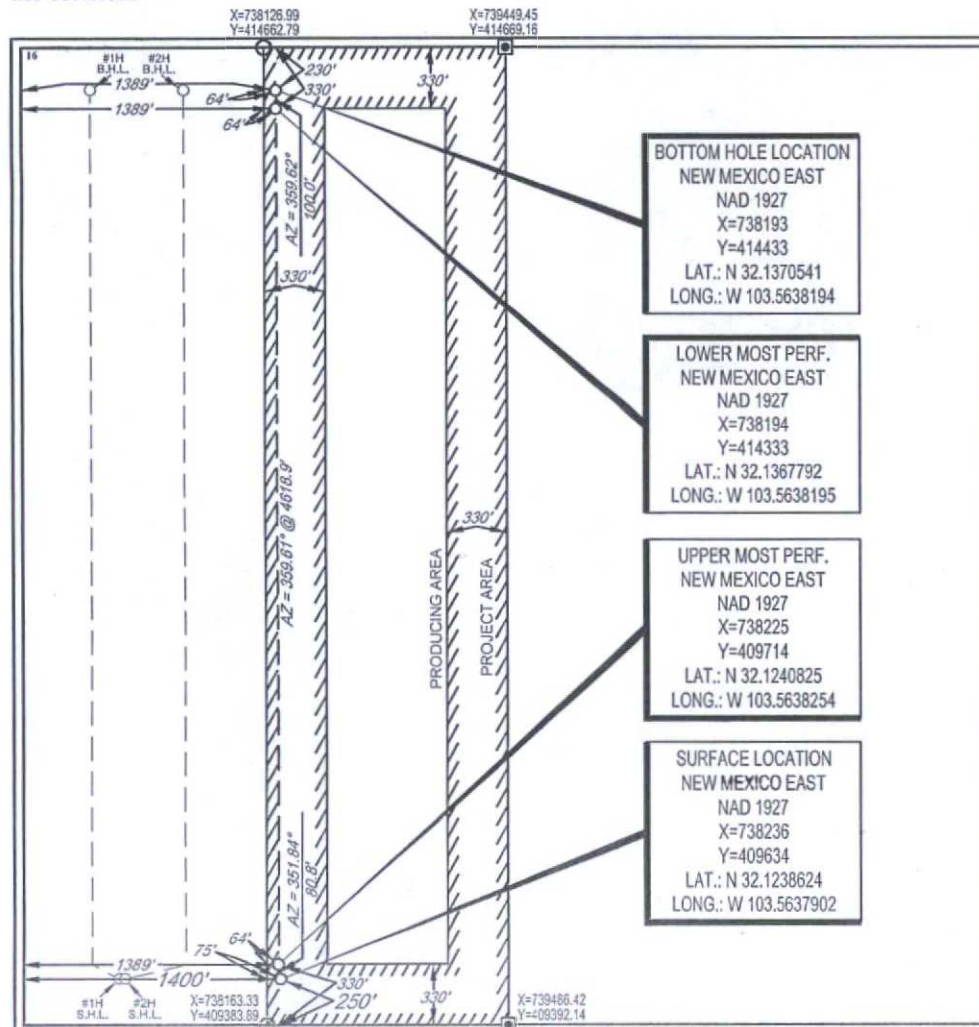 X=738126.99
Y=414662.79
X=739449.45
Y=414669.16
16
#1H
B.H.L.
#2H
B.H.L.
1389'
64'
1389'
64'
230'
330'
330'
AZ = 359.62°
100.0'
330'
AZ = 359.61° @ 4618.9'
PRODUCING AREA
PROJECT AREA
330'
BOTTOM HOLE LOCATION
NEW MEXICO EAST
NAD 1927
X=738193
Y=414433
LAT.: N 32.1370541
LONG.: W 103.5638194
LOWER MOST PERF.
NEW MEXICO EAST
NAD 1927
X=738194
Y=414333
LAT.: N 32.1367792
LONG.: W 103.5638195
UPPER MOST PERF.
NEW MEXICO EAST
NAD 1927
X=738225
Y=409714
LAT.: N 32.1240825
LONG.: W 103.5638254
SURFACE LOCATION
NEW MEXICO EAST
NAD 1927
X=738236
Y=409634
LAT.: N 32.1238624
LONG.: W 103.5637902
AZ = 351.84°
80.8'
64'
75'
1389'
1400'
330'
250'
330'
#1H
S.H.L.
#2H
S.H.L.
X=738163.33
Y=409383.89
X=739486.42
Y=409392.14